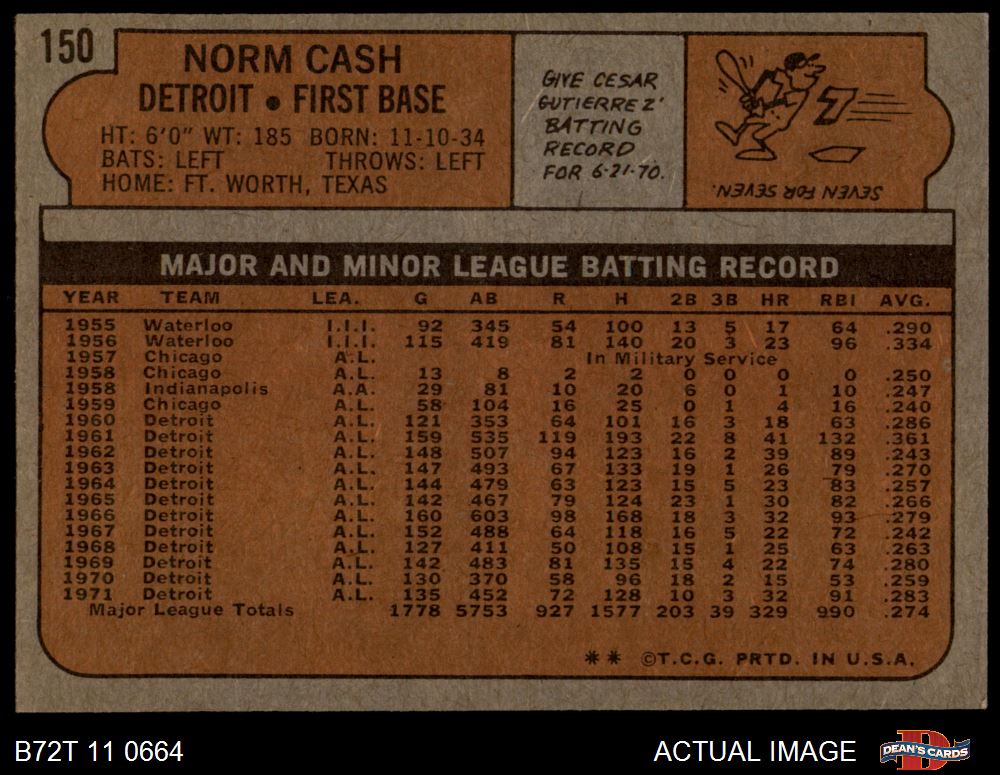 150
NORM CASH
DETROIT • FIRST BASE
HT: 6'0" WT: 185 BORN: 11-10-34
BATS: LEFT THROWS: LEFT
HOME: FT. WORTH, TEXAS
GIVE CESAR
GUTIERREZ'
BATTING
RECORD
FOR 6-21-70.
7
SEVEN FOR SEVEN.
MAJOR AND MINOR LEAGUE BATTING RECORD
YEAR TEAM LEA. G AB R H 2B 3B HR RBI AVG.
1955 Waterloo I.I.I. 92 345 54 100 13 5 17 64 .290
1956 Waterloo I.I.I. 115 419 81 140 20 3 23 96 .334
1957 Chicago A.L. In Military Service
1958 Chicago A.L. 13 8 2 2 0 0 0 0 .250
1958 Indianapolis A.A. 29 81 10 20 6 0 1 10 .247
1959 Chicago A.L. 58 104 16 25 0 1 4 16 .240
1960 Detroit A.L. 121 353 64 101 16 3 18 63 .286
1961 Detroit A.L. 159 535 119 193 22 8 41 132 .361
1962 Detroit A.L. 148 507 94 123 16 2 39 89 .243
1963 Detroit A.L. 147 493 67 133 19 1 26 79 .270
1964 Detroit A.L. 144 479 63 123 15 5 23 83 .257
1965 Detroit A.L. 142 467 79 124 23 1 30 82 .266
1966 Detroit A.L. 160 603 98 168 18 3 32 93 .279
1967 Detroit A.L. 152 488 64 118 16 5 22 72 .242
1968 Detroit A.L. 127 411 50 108 15 1 25 63 .263
1969 Detroit A.L. 142 483 81 135 15 4 22 74 .280
1970 Detroit A.L. 130 370 58 96 18 2 15 53 .259
1971 Detroit A.L. 135 452 72 128 10 3 32 91 .283
Major League Totals 1778 5753 927 1577 203 39 329 990 .274
** ©T.C.G. PRTD. IN U.S.A.
B72T 11 0664
ACTUAL IMAGE
D
DEAN'S CARDS